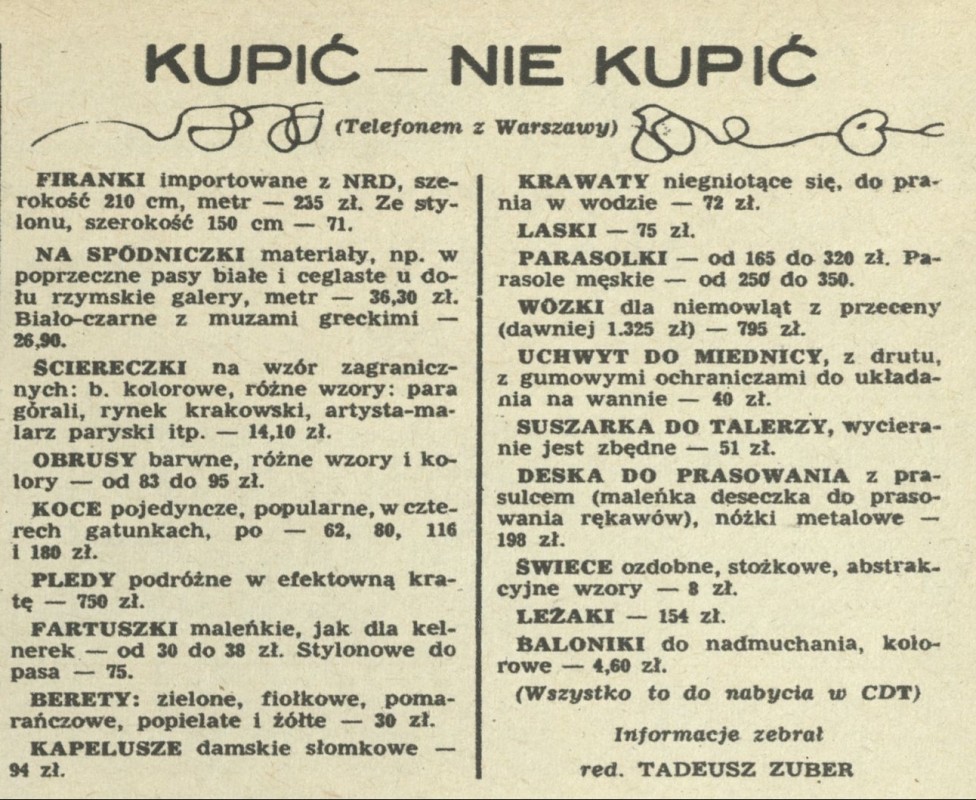 KUPIĆ — NIE KUPIĆ
(Telefonem z Warszawy)
FIRANKI importowane z NRD, sze-
rokość 210 cm, metr — 235 zł. Ze sty-
lonu, szerokość 150 cm — 71.
NA SPÓDNICZKI materiały, np. w
poprzeczne pasy białe i ceglaste u do-
łu rzymskie galery, metr — 36,30 zł.
Biało-czarne z muzami greckimi —
26,90.
ŚCIERECZKI na wzór zagranicz-
nych: b. kolorowe, różne wzory: para
górali, rynek krakowski, artysta-ma-
larz paryski itp. — 14,10 zł.
OBRUSY barwne, różne wzory i ko-
lory — od 83 do 95 zł.
KOCE pojedyncze, popularne, w czte-
rech gatunkach, po — 62, 80, 116
i 180 zł.
PLEDY podróżne w efektowną kra-
tę — 750 zł.
FARTUSZKI maleńkie, jak dla kel-
nerek — od 30 do 38 zł. Stylonowe do
pasa — 75.
BERETY: zielone, fiołkowe, poma-
rańczowe, popielate i żółte — 30 zł.
KAPELUSZE damskie słomkowe —
94 zł.
KRAWATY niegniotące się, do pra-
nia w wodzie — 72 zł.
LASKI — 75 zł.
PARASOLKI — od 165 do 320 zł. Pa-
rasole męskie — od 250 do 350.
WÓZKI dla niemowląt z przeceny
(dawniej 1.325 zł) — 795 zł.
UCHWYT DO MIEDNICY, z drutu,
z gumowymi ochraniczami do układa-
nia na wannie — 40 zł.
SUSZARKA DO TALERZY, wyciera-
nie jest zbędne — 51 zł.
DESKA DO PRASOWANIA z pra-
sulcem (maleńka deseczka do praso-
wania rękawów), nóżki metalowe —
198 zł.
ŚWIECE ozdobne, stożkowe, abstrak-
cyjne wzory — 8 zł.
LEŻAKI — 154 zł.
BALONIKI do nadmuchania, kolo-
rowe — 4,60 zł.
(Wszystko to do nabycia w CDT)
Informacje zebrał
red. TADEUSZ ZUBER